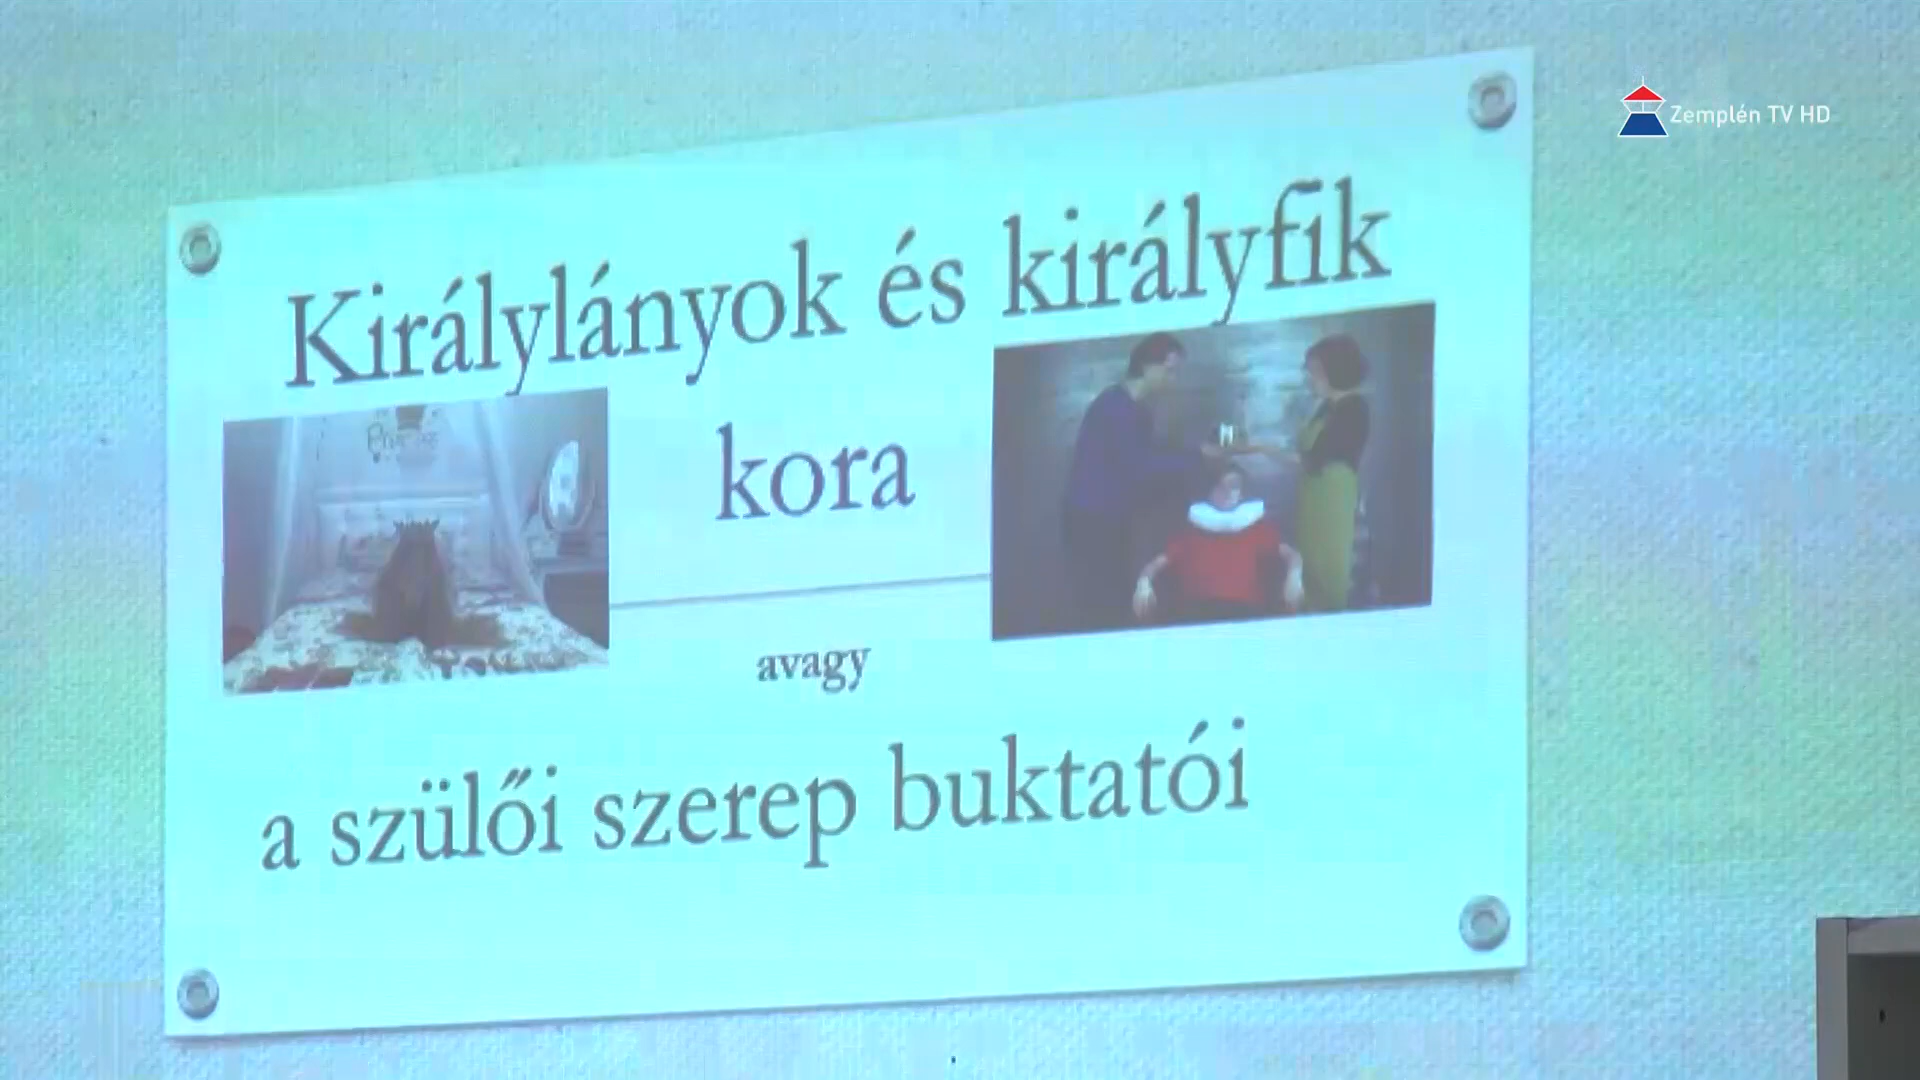 Zemplén TV HD
Királylányok és királyfik
kora
avagy
a szülői szerep buktatói